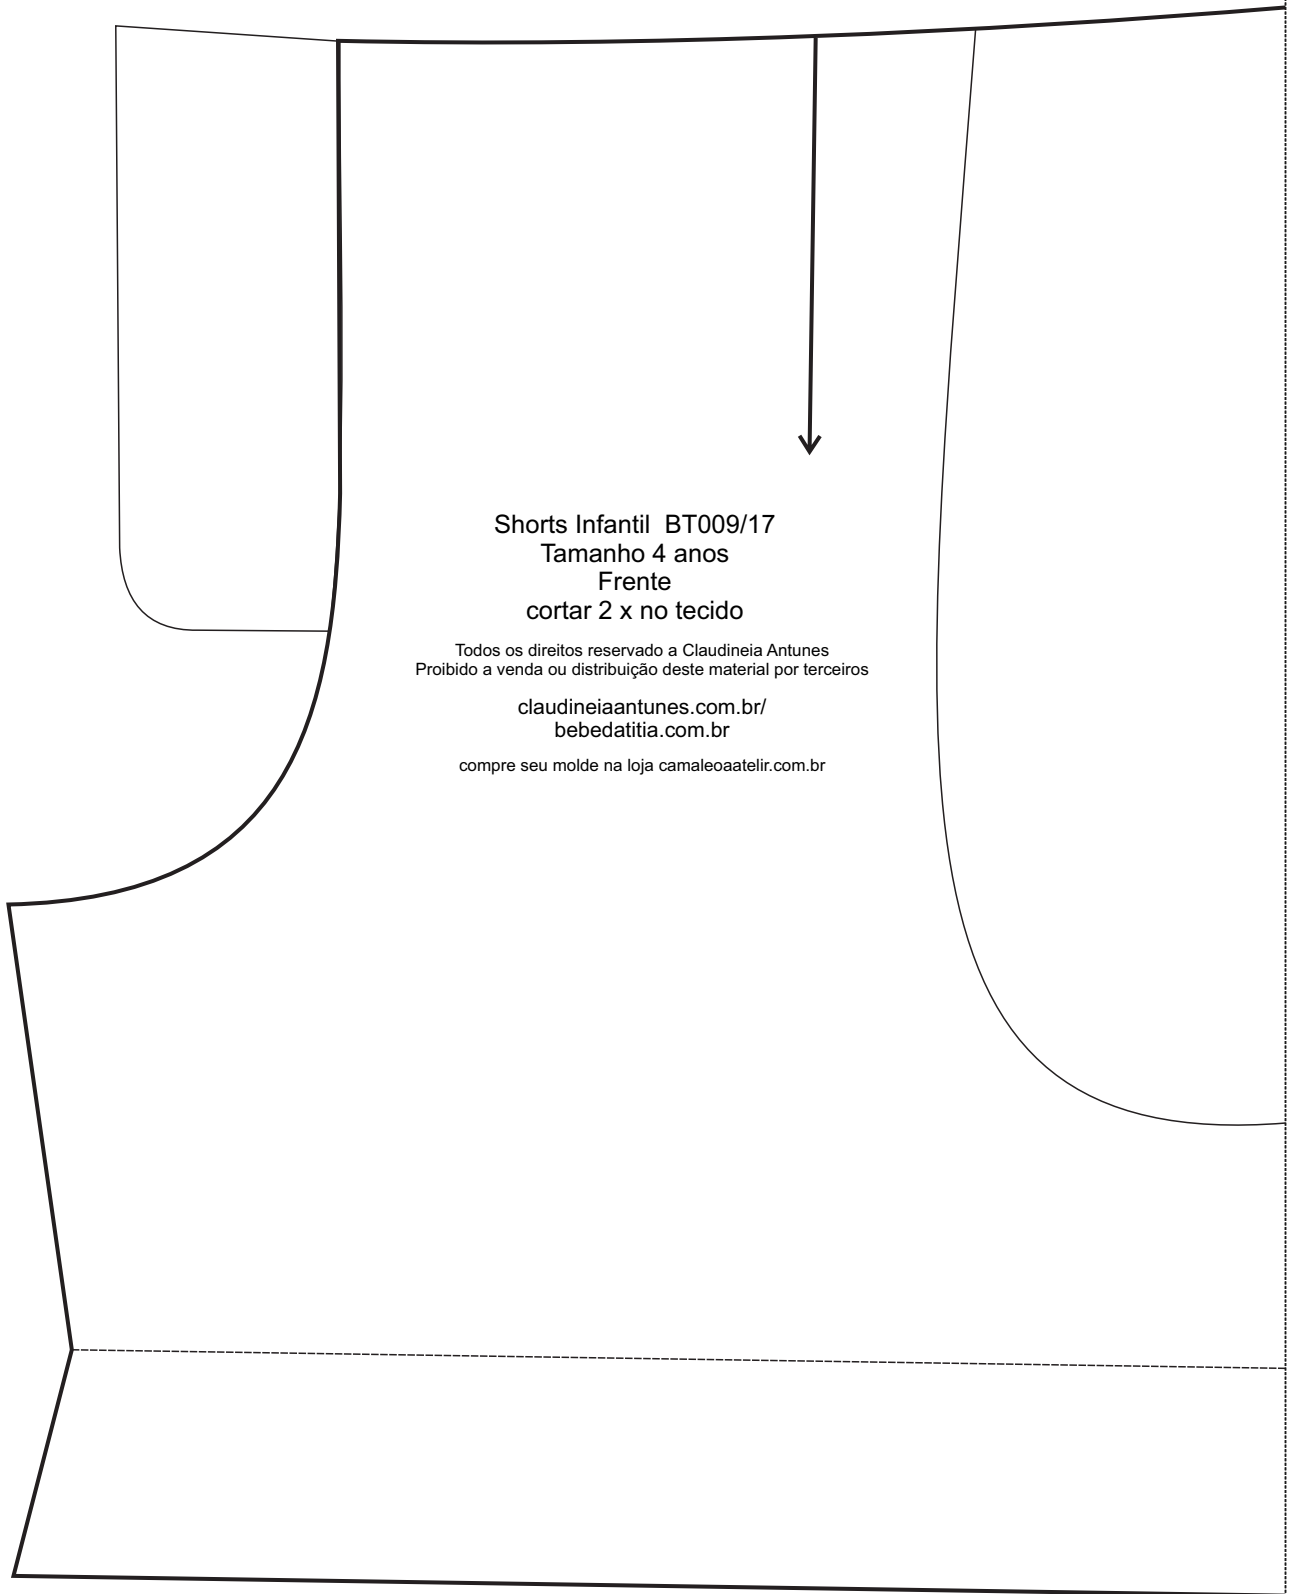 Shorts Infantil  BT009/17
Tamanho 4 anos
Frente
cortar 2 x no tecido
Todos os direitos reservado a Claudineia Antunes
Proibido a venda ou distribuição deste material por terceiros
claudineiaantunes.com.br/
bebedatitia.com.br
compre seu molde na loja camaleoaatelir.com.br